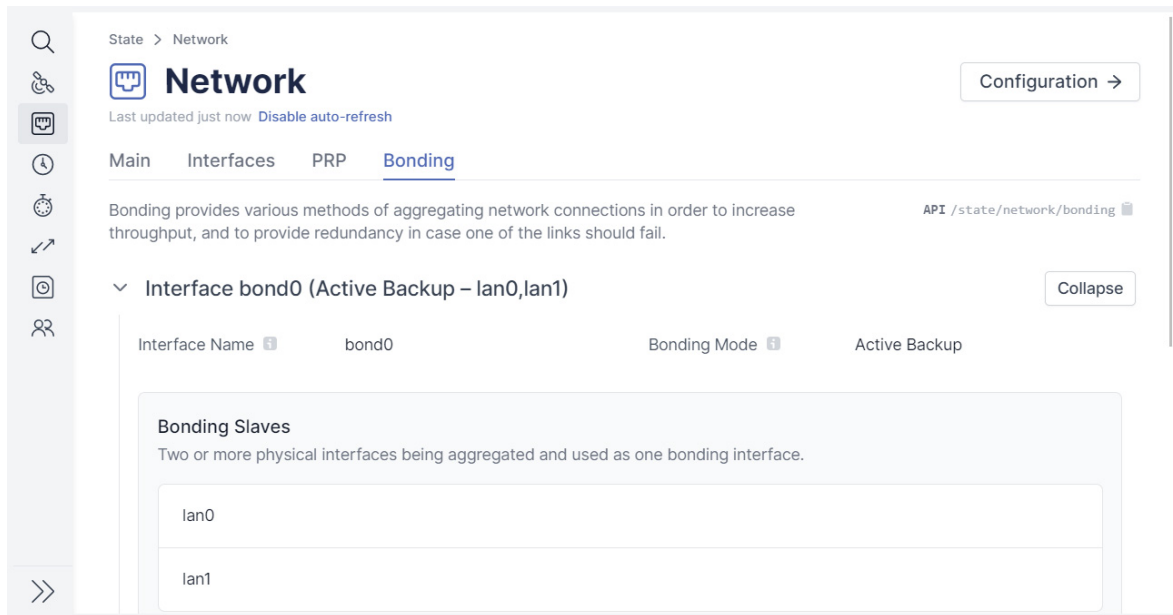 State > Network
Network
Configuration →
Last updated just now Disable auto-refresh
Main Interfaces PRP Bonding
Bonding provides various methods of aggregating network connections in order to increase
throughput, and to provide redundancy in case one of the links should fail.
API /state/network/bonding
Interface bond0 (Active Backup – lan0,lan1)
Collapse
Interface Name bond0 Bonding Mode Active Backup
Bonding Slaves
Two or more physical interfaces being aggregated and used as one bonding interface.
lan0
lan1